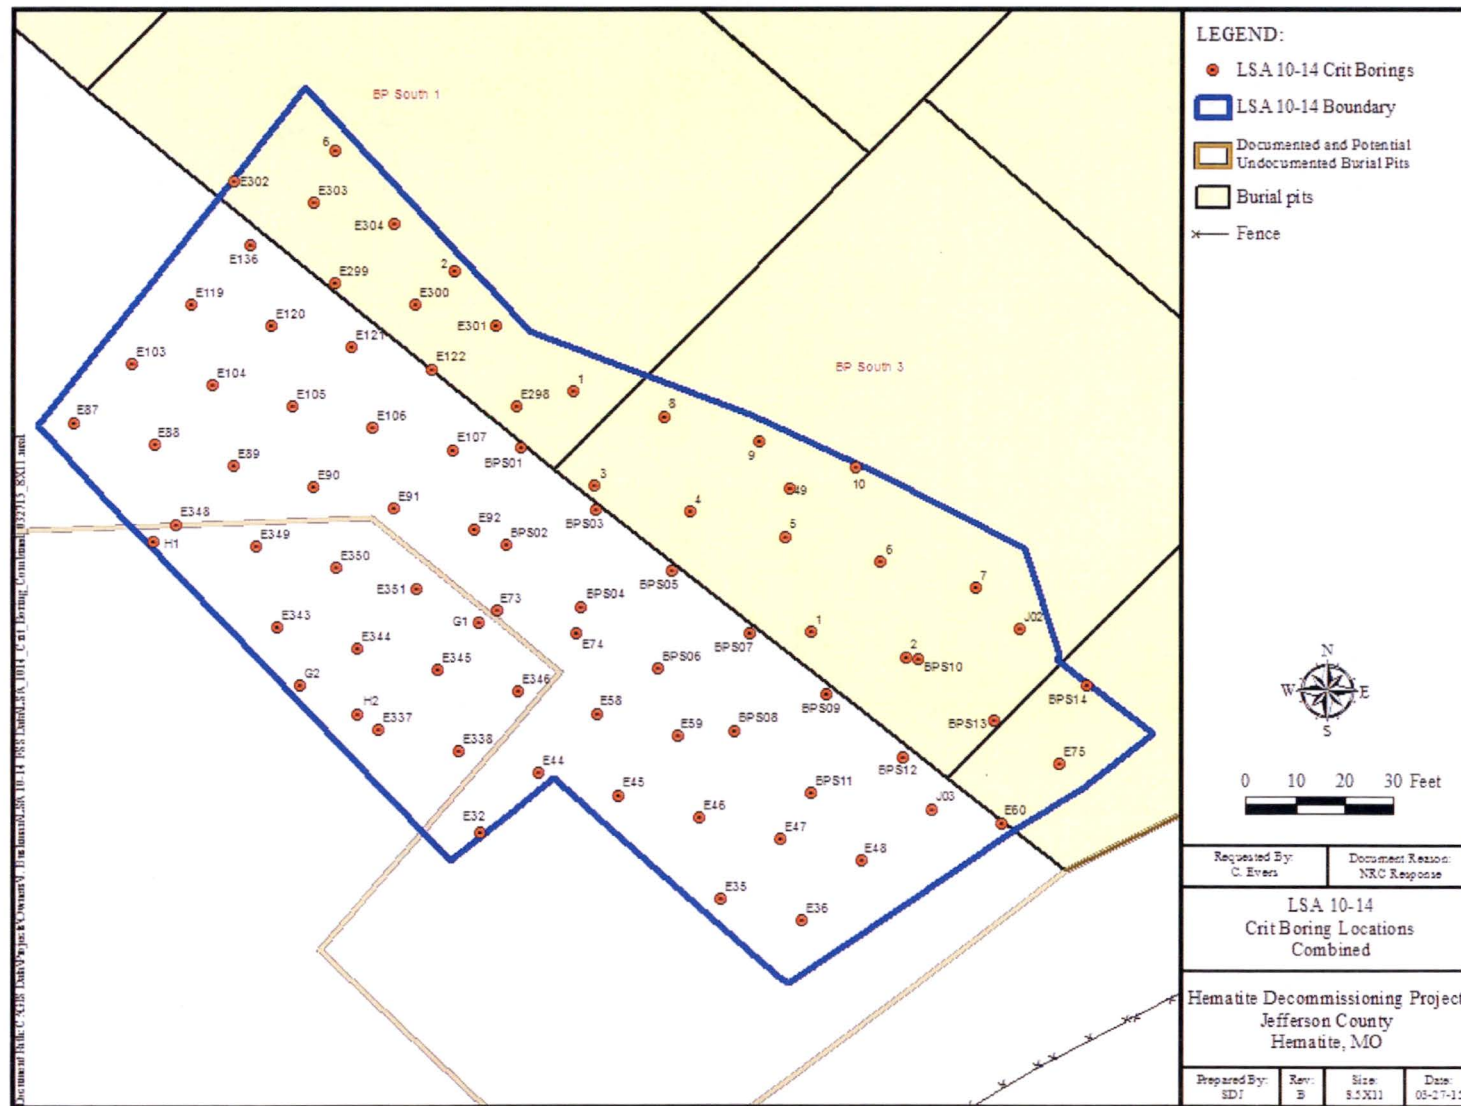 BP South 1
6
E302
E303
E304
E136
E299
2
E119
E300
E120
E301
E121
E103
E122
BP South 3
E104
1
E105
E298
8
E87
E106
9
E88
E107
BPS01
10
E89
3
49
E90
4
BPS03
E91
5
E348
E92
H1
E349
BPS02
6
E350
BPS05
7
E351
BPS04
E73
G1
E343
E74
1
J02
BPS07
E344
2
BPS10
E345
BPS06
G2
E346
BPS14
BPS09
H2
E58
BPS13
E337
E59
BPS08
E338
BPS12
E75
E44
E45
BPS11
E46
J03
E32
E60
E47
E48
E35
E36
LEGEND:
LSA 10-14 Crit Borings
LSA 10-14 Boundary
Documented and Potential
Undocumented Burial Pits
Burial pits
Fence
N
W E
S
0 10 20 30 Feet
Requested By:
C. Evers
Document Reason:
NRC Response
LSA 10-14
Crit Boring Locations
Combined
Hematite Decommissioning Project
Jefferson County
Hematite, MO
Prepared By:
SDJ
Rev:
B
Size:
8.5X11
Date: